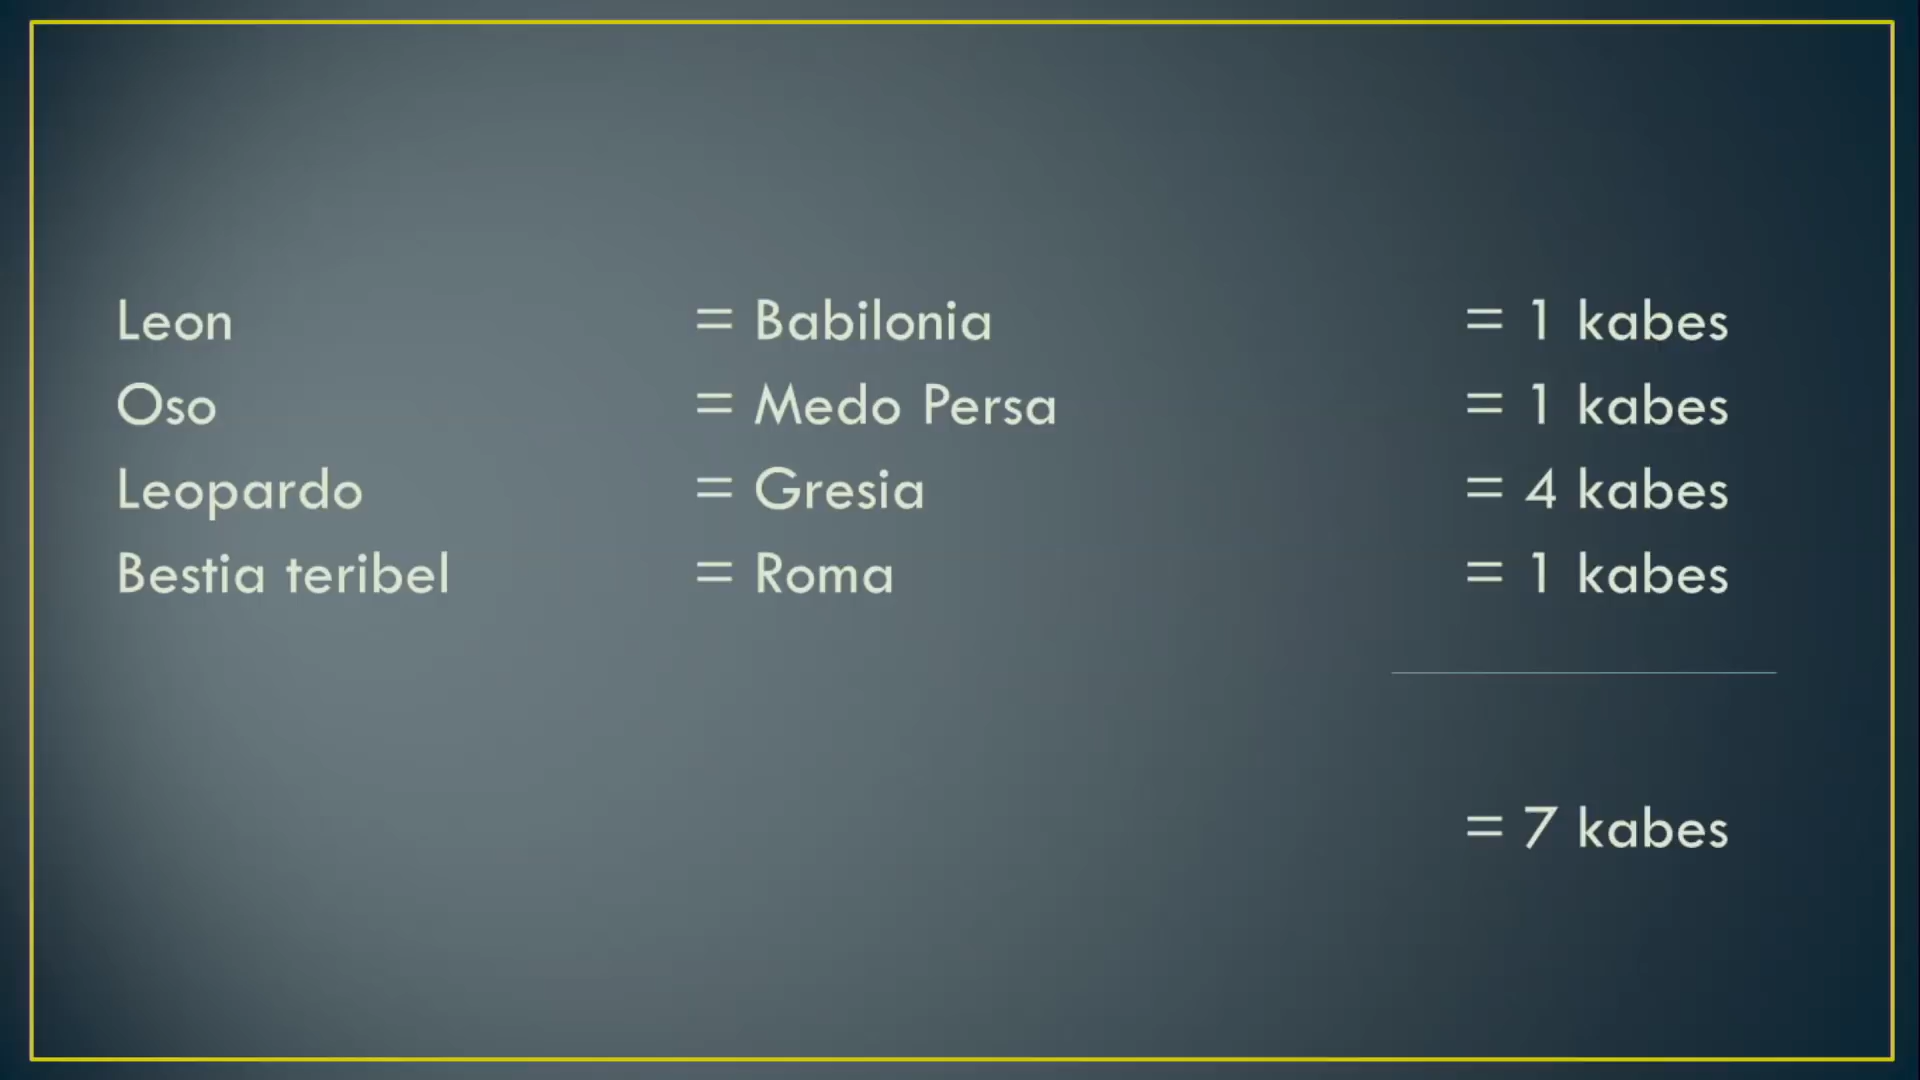 Leon = Babilonia = 1 kabes
Oso = Medo Persa = 1 kabes
Leopardo = Gresia = 4 kabes
Bestia teribel = Roma = 1 kabes
= 7 kabes